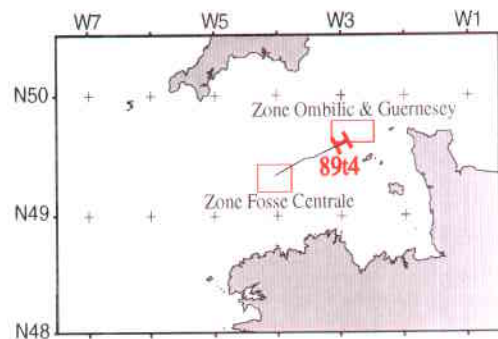 W7 W5 W3 W1
N50
Zone Ombilic & Guernesey
89t4
Zone Fosse Centrale
N49
N48